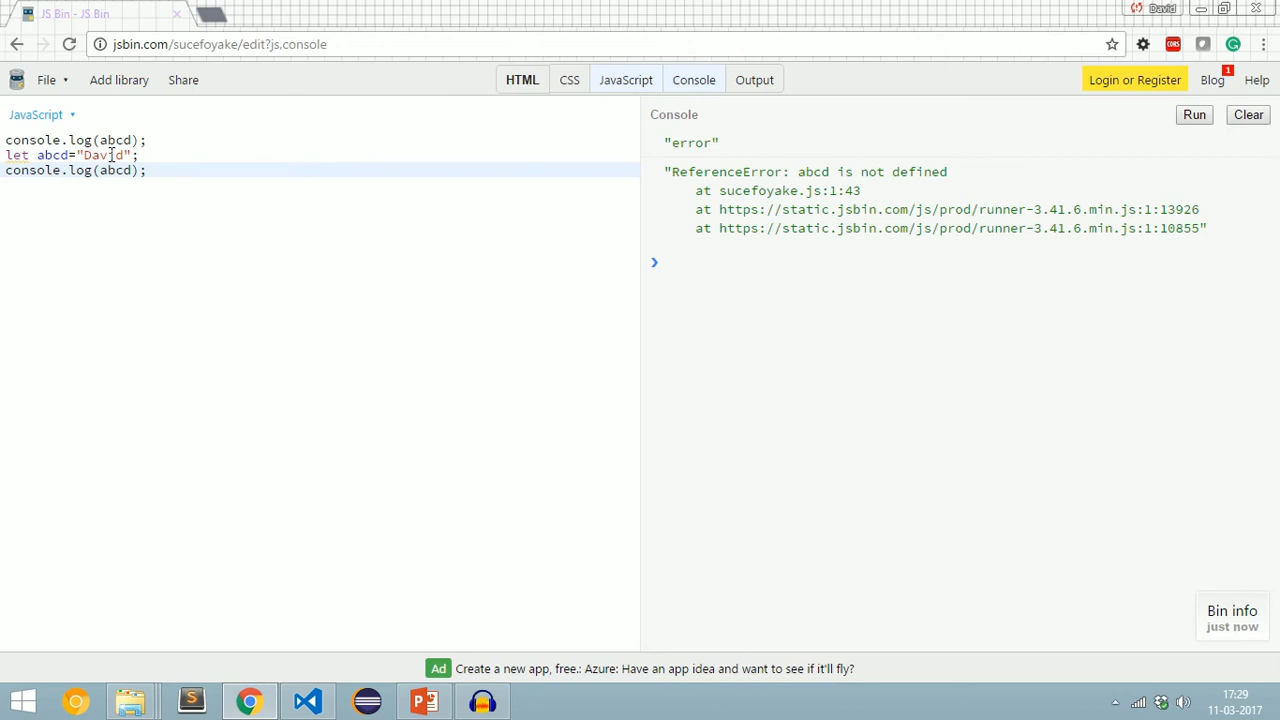 JS Bin - JS Bin
David
jsbin.com/sucefoyake/edit?js,console
CORS
File
Add library
Share
HTML
CSS
JavaScript
Console
Output
Login or Register
Blog
1
Help
JavaScript
Console
Run
Clear
console.log(abcd);
let abcd="David";
console.log(abcd);
"error"
"ReferenceError: abcd is not defined
at sucefoyake.js:1:43
at https://static.jsbin.com/js/prod/runner-3.41.6.min.js:1:13926
at https://static.jsbin.com/js/prod/runner-3.41.6.min.js:1:10855"
Bin info
just now
Ad
Create a new app, free.: Azure: Have an app idea and want to see if it'll fly?
17:29
11-03-2017